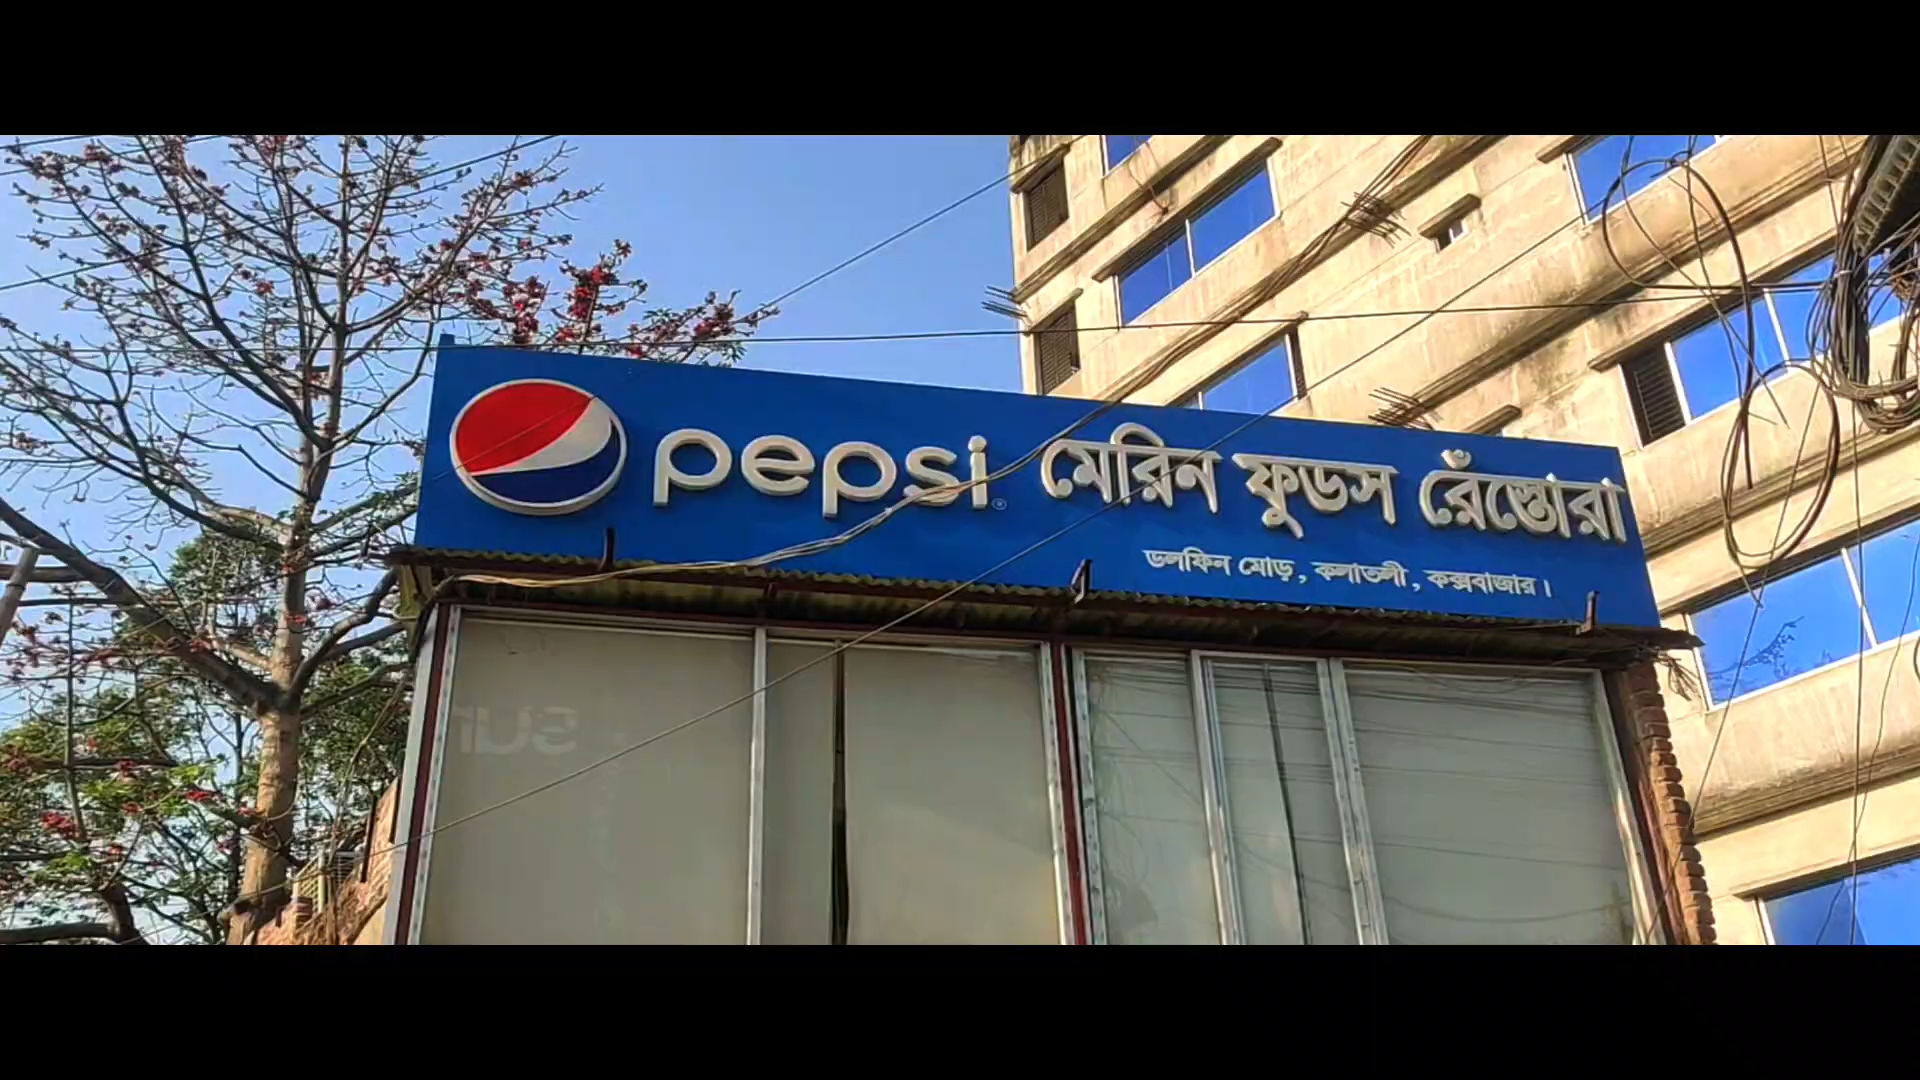 pepsi মেরিন ফুডস রেঁস্তোরা
ডলফিন মোড়, কলাতলী, কক্সবাজার।